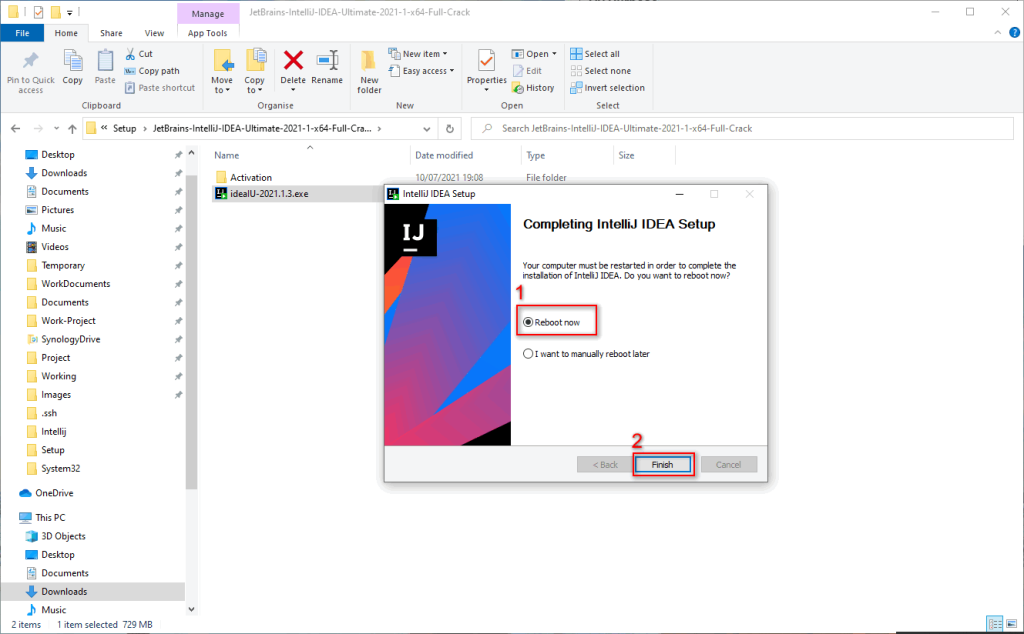 Manage
JetBrains-IntelliJ-IDEA-Ultimate-2021-1-x64-Full-Crack
File
Home
Share
View
App Tools
Pin to Quick access
Copy
Paste
Cut
Copy path
Paste shortcut
Clipboard
Move to
Copy to
Delete
Rename
Organise
New folder
New item
Easy access
New
Properties
Open
Edit
History
Open
Select all
Select none
Invert selection
Select
« Setup › JetBrains-IntelliJ-IDEA-Ultimate-2021-1-x64-Full-Cra... ›
Search JetBrains-IntelliJ-IDEA-Ultimate-2021-1-x64-Full-Crack
Desktop
Downloads
Documents
Pictures
Music
Videos
Temporary
WorkDocuments
Documents
Work-Project
SynologyDrive
Project
Working
Images
.ssh
Intellij
Setup
System32
OneDrive
This PC
3D Objects
Desktop
Documents
Downloads
Music
Name
Date modified
Type
Size
Activation
10/07/2021 19:08
File folder
ideaIU-2021.1.3.exe
IntelliJ IDEA Setup
IJ
Completing IntelliJ IDEA Setup
Your computer must be restarted in order to complete the
installation of IntelliJ IDEA. Do you want to reboot now?
1
Reboot now
I want to manually reboot later
2
< Back
Finish
Cancel
2 items
1 item selected 729 MB